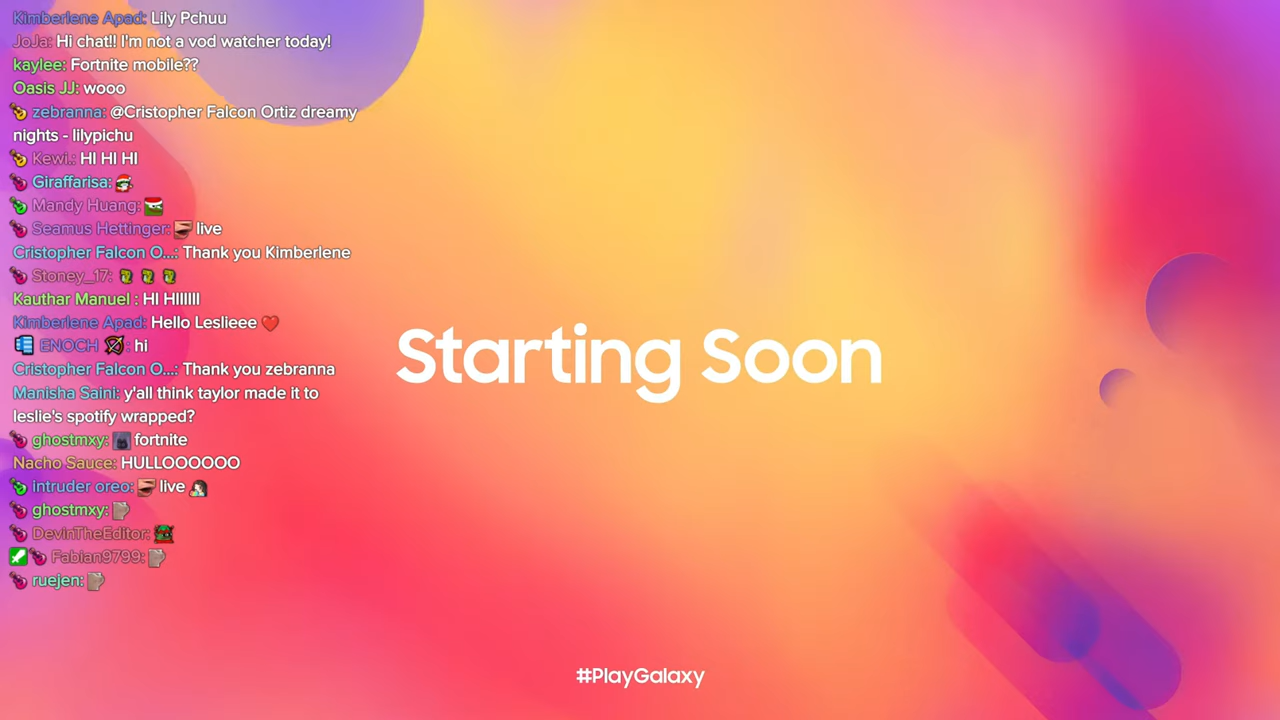 Kimberlene Apad: Lily Pchuu
JoJa: Hi chat!! I'm not a vod watcher today!
kaylee: Fortnite mobile??
Oasis JJ: wooo
zebranna: @Cristopher Falcon Ortiz dreamy
nights - lilypichu
Kewi.: HI HI HI
Giraffarisa:
Mandy Huang:
Seamus Hettinger: live
Cristopher Falcon O...: Thank you Kimberlene
Stoney_17:
Kauthar Manuel : HI HIIIIII
Kimberlene Apad: Hello Leslieee ❤️
ENOCH : hi
Cristopher Falcon O...: Thank you zebranna
Manisha Saini: y'all think taylor made it to
leslie's spotify wrapped?
ghostmxy: fortnite
Nacho Sauce: HULLOOOOOO
intruder oreo: live
ghostmxy:
DevinTheEditor:
Fabian9799:
ruejen:
Starting Soon
#PlayGalaxy